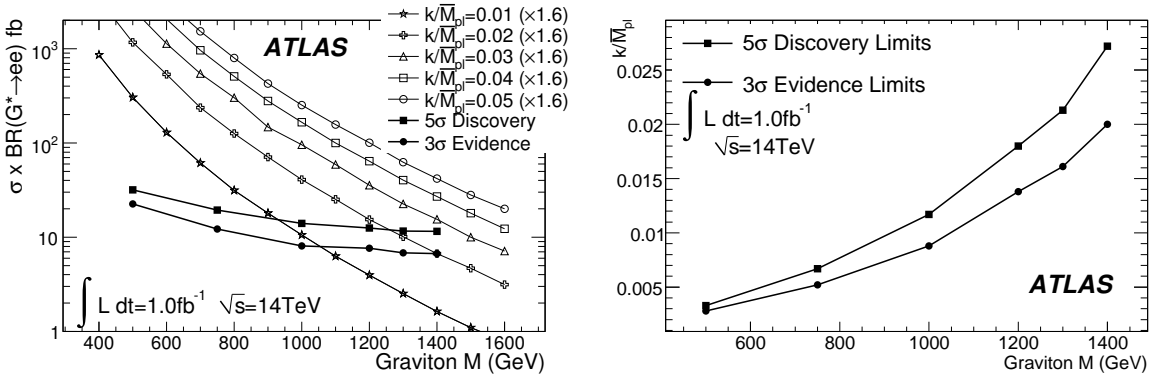 σ x BR(G*→ee) fb
10³
10²
10
1
ATLAS
k/M̅pl=0.01 (×1.6)
k/M̅pl=0.02 (×1.6)
k/M̅pl=0.03 (×1.6)
k/M̅pl=0.04 (×1.6)
k/M̅pl=0.05 (×1.6)
5σ Discovery
3σ Evidence
∫ L dt=1.0fb⁻¹ √s=14TeV
400 600 800 1000 1200 1400 1600
Graviton M (GeV)
k/M̅pl
0.025
0.02
0.015
0.01
0.005
5σ Discovery Limits
3σ Evidence Limits
∫ L dt=1.0fb⁻¹
√s=14TeV
ATLAS
600 800 1000 1200 1400
Graviton M (GeV)